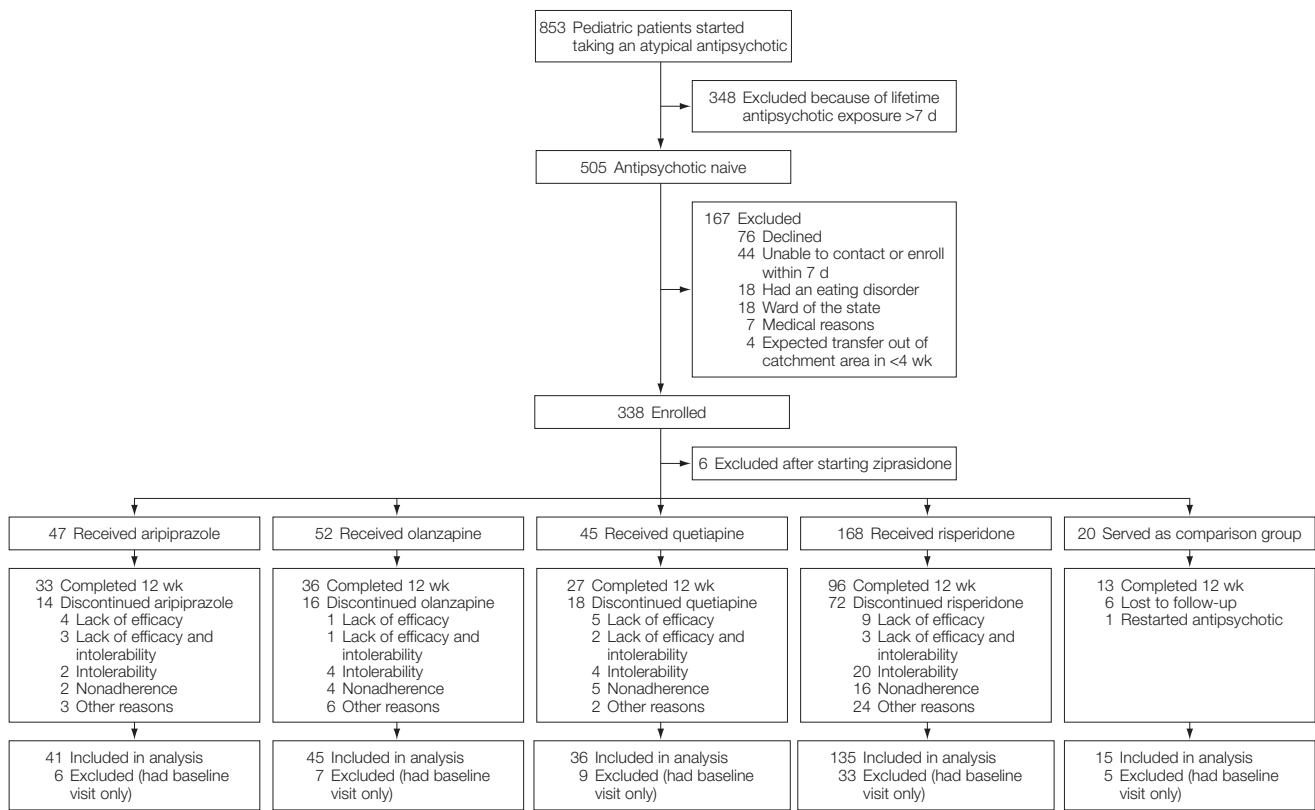 853 Pediatric patients started
taking an atypical antipsychotic
348 Excluded because of lifetime
antipsychotic exposure >7 d
505 Antipsychotic naive
167 Excluded
76 Declined
44 Unable to contact or enroll
within 7 d
18 Had an eating disorder
18 Ward of the state
7 Medical reasons
4 Expected transfer out of
catchment area in <4 wk
338 Enrolled
6 Excluded after starting ziprasidone
47 Received aripiprazole
52 Received olanzapine
45 Received quetiapine
168 Received risperidone
20 Served as comparison group
33 Completed 12 wk
14 Discontinued aripiprazole
4 Lack of efficacy
3 Lack of efficacy and
intolerability
2 Intolerability
2 Nonadherence
3 Other reasons
36 Completed 12 wk
16 Discontinued olanzapine
1 Lack of efficacy
1 Lack of efficacy and
intolerability
4 Intolerability
4 Nonadherence
6 Other reasons
27 Completed 12 wk
18 Discontinued quetiapine
5 Lack of efficacy
2 Lack of efficacy and
intolerability
4 Intolerability
5 Nonadherence
2 Other reasons
96 Completed 12 wk
72 Discontinued risperidone
9 Lack of efficacy
3 Lack of efficacy and
intolerability
20 Intolerability
16 Nonadherence
24 Other reasons
13 Completed 12 wk
6 Lost to follow-up
1 Restarted antipsychotic
41 Included in analysis
6 Excluded (had baseline
visit only)
45 Included in analysis
7 Excluded (had baseline
visit only)
36 Included in analysis
9 Excluded (had baseline
visit only)
135 Included in analysis
33 Excluded (had baseline
visit only)
15 Included in analysis
5 Excluded (had baseline
visit only)